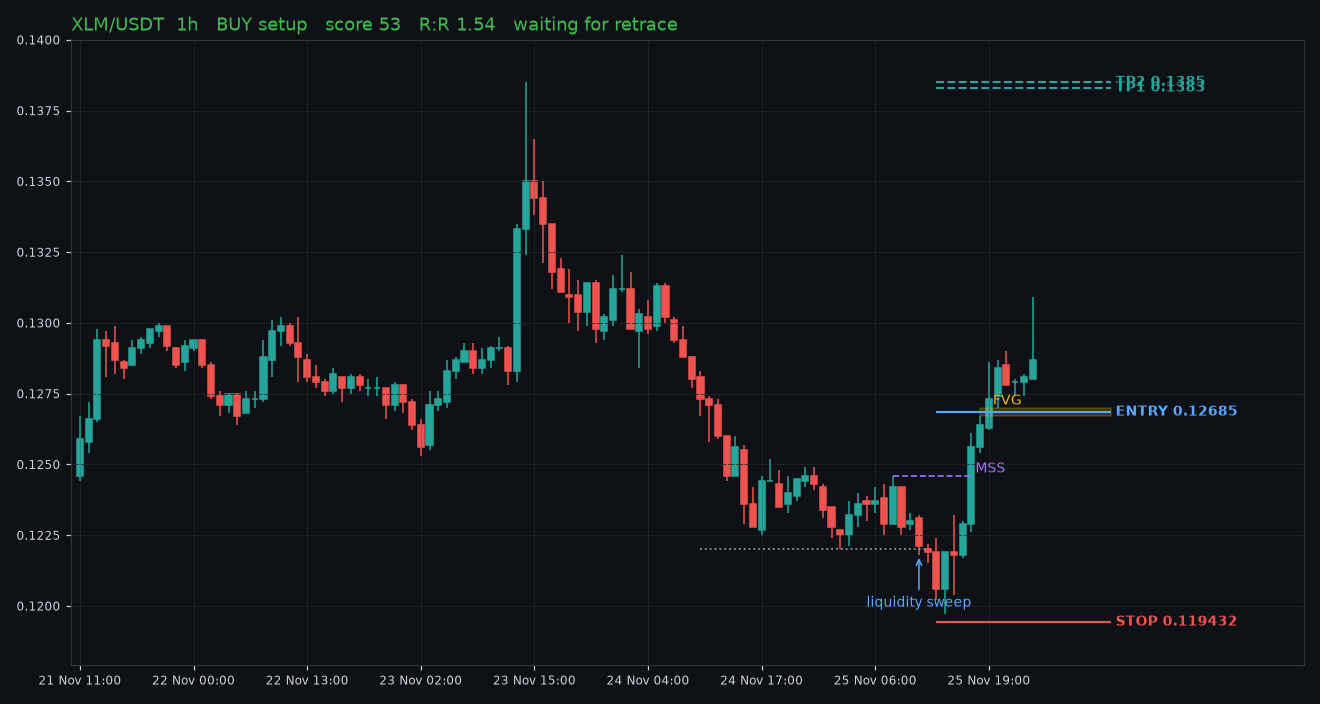 XLM/USDT 1h BUY setup score 53 R:R 1.54 waiting for retrace
0.1400
0.1375
0.1350
0.1325
0.1300
0.1275
0.1250
0.1225
0.1200
TP2 0.1385
TP1 0.1383
FVG
ENTRY 0.12685
MSS
liquidity sweep
STOP 0.119432
21 Nov 11:00
22 Nov 00:00
22 Nov 13:00
23 Nov 02:00
23 Nov 15:00
24 Nov 04:00
24 Nov 17:00
25 Nov 06:00
25 Nov 19:00